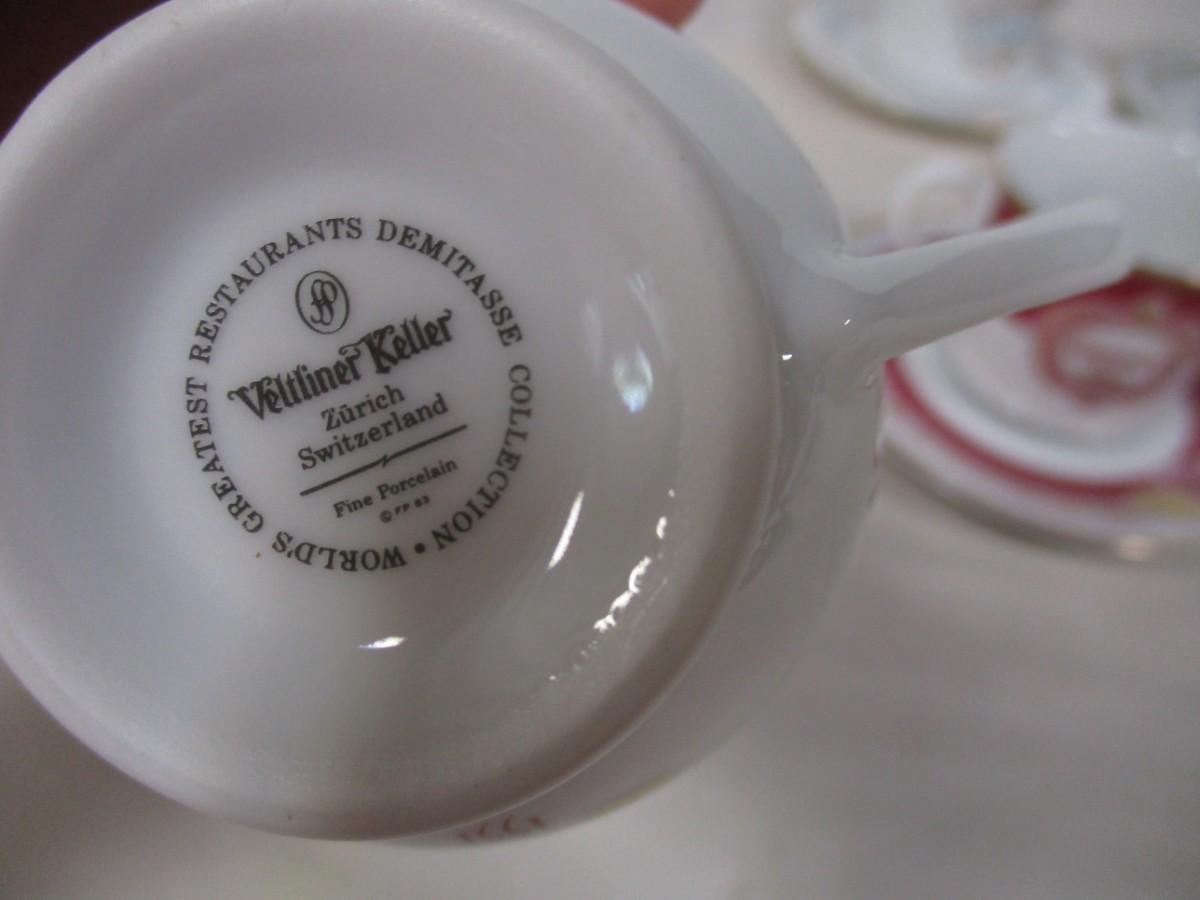 WORLD'S GREATEST RESTAURANTS DEMITASSE COLLECTION •
FP
Veltliner Keller
Zürich
Switzerland
Fine Porcelain
© FP 83